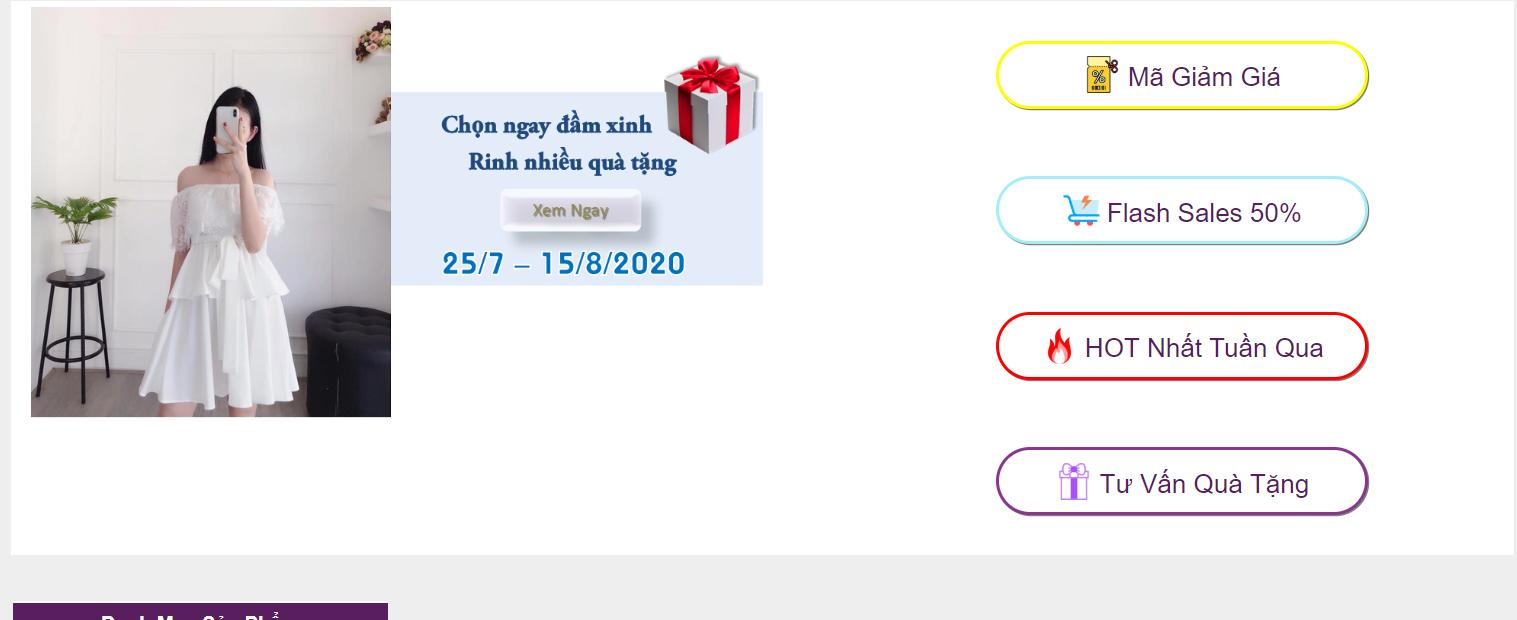 Chọn ngay đầm xinh
Rinh nhiều quà tặng
Xem Ngay
25/7 – 15/8/2020
Mã Giảm Giá
Flash Sales 50%
HOT Nhất Tuần Qua
Tư Vấn Quà Tặng